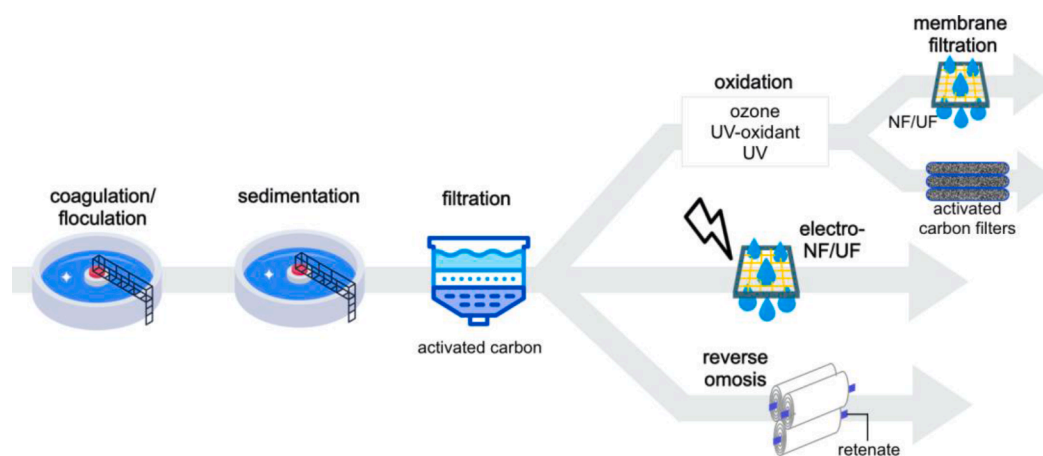 coagulation/
floculation
sedimentation
filtration
activated carbon
oxidation
ozone
UV-oxidant
UV
membrane
filtration
NF/UF
activated
carbon filters
electro-
NF/UF
reverse
omosis
retenate